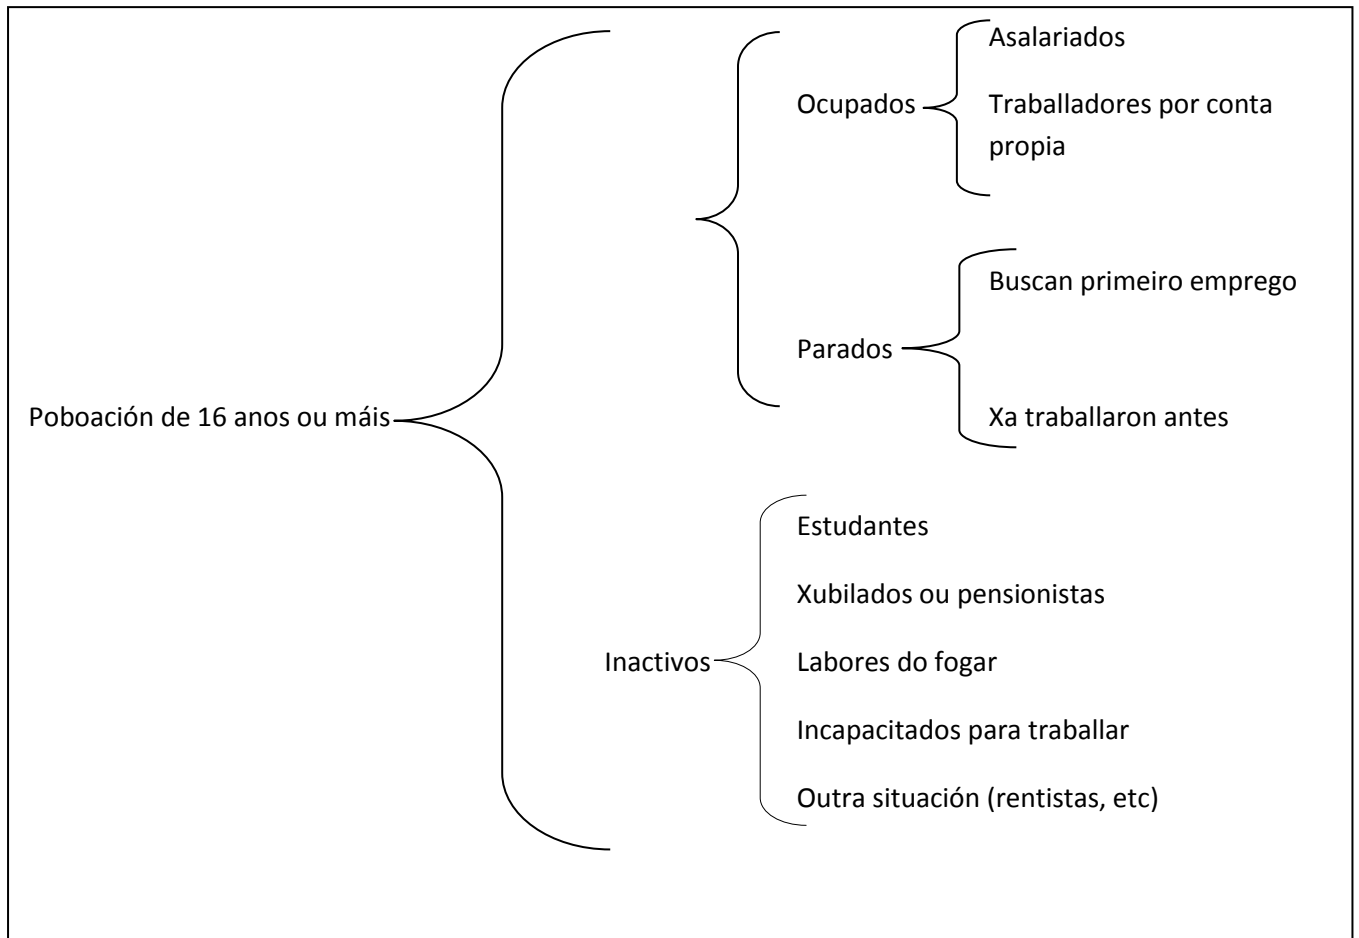 Asalariados
Ocupados
Traballadores por conta
propia
Buscan primeiro emprego
Parados
Poboación de 16 anos ou máis
Xa traballaron antes
Estudantes
Xubilados ou pensionistas
Inactivos
Labores do fogar
Incapacitados para traballar
Outra situación (rentistas, etc)